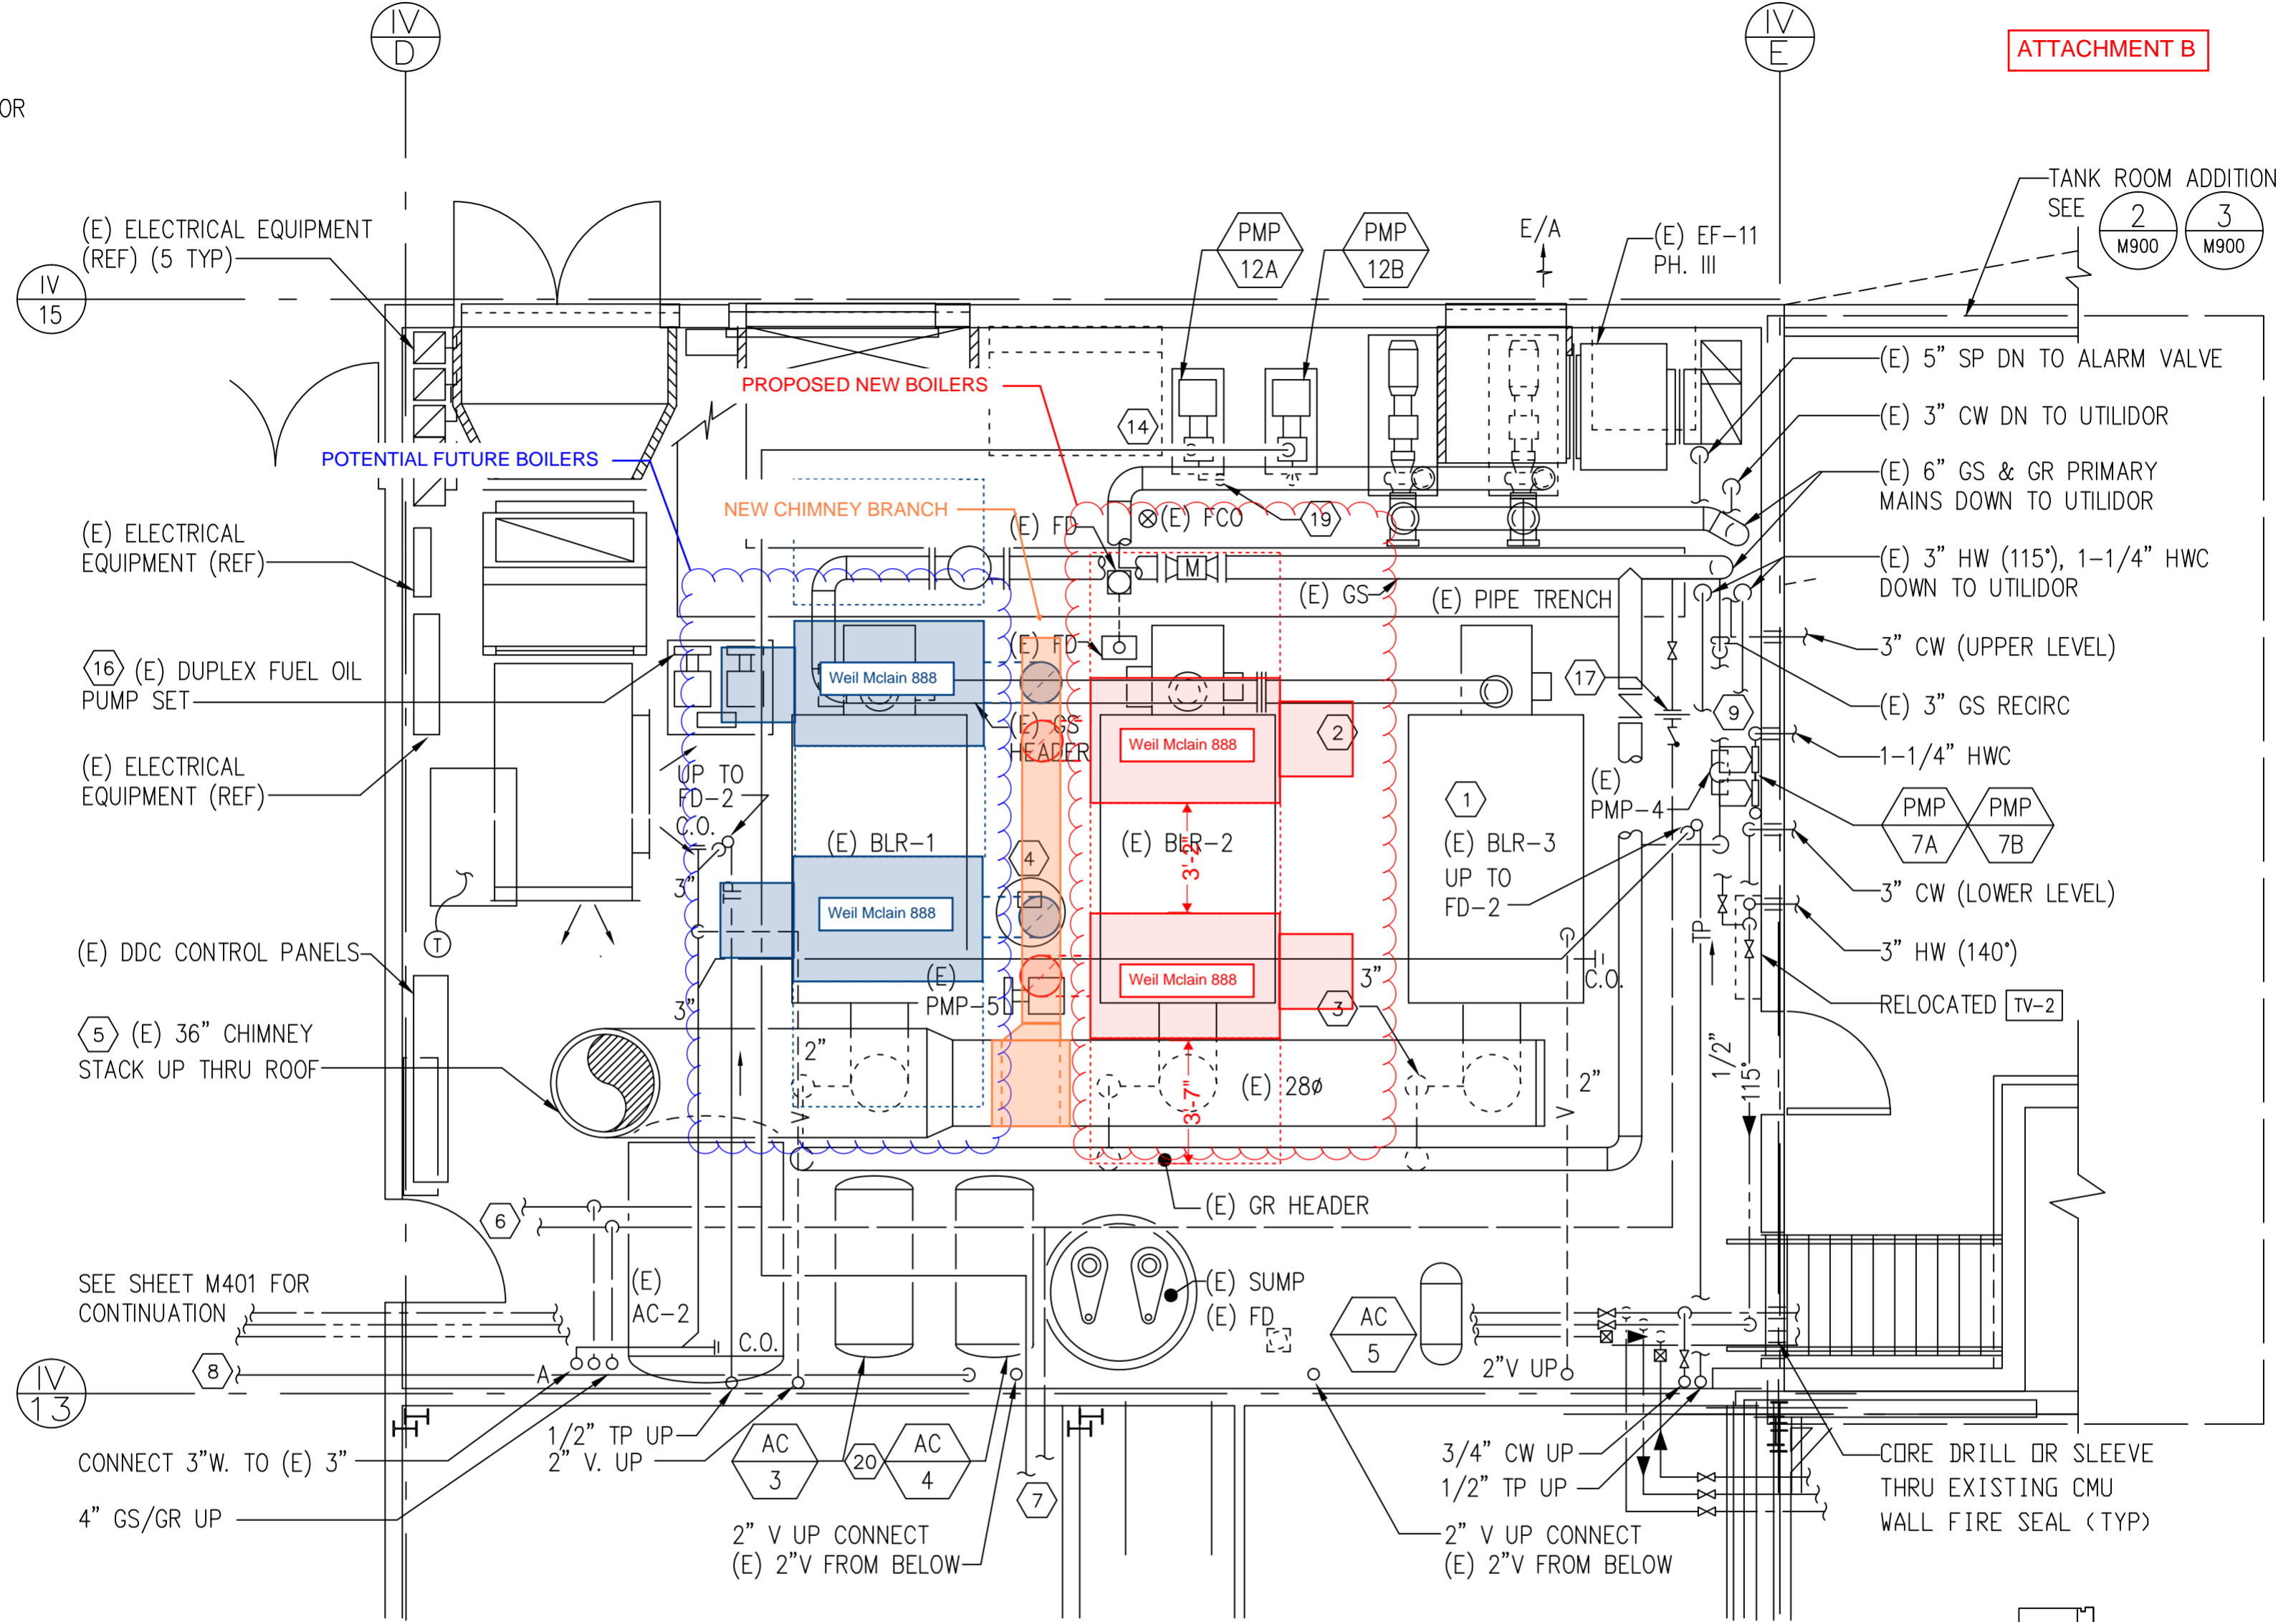 IV
D
IV
E
ATTACHMENT B
OR
TANK ROOM ADDITION
SEE
2
M900
3
M900
(E) ELECTRICAL EQUIPMENT
(REF) (5 TYP)
PMP
12A
PMP
12B
E/A
(E) EF-11
PH. III
IV
15
(E) 5" SP DN TO ALARM VALVE
PROPOSED NEW BOILERS
(E) 3" CW DN TO UTILIDOR
14
POTENTIAL FUTURE BOILERS
(E) 6" GS & GR PRIMARY
MAINS DOWN TO UTILIDOR
NEW CHIMNEY BRANCH
(E) FD
(E) FCO
19
(E) ELECTRICAL
EQUIPMENT (REF)
M
(E) GS
(E) PIPE TRENCH
(E) 3" HW (115°), 1-1/4" HWC
DOWN TO UTILIDOR
(E) FD
3" CW (UPPER LEVEL)
16
(E) DUPLEX FUEL OIL
PUMP SET
Weil Mclain 888
17
(E) 3" GS RECIRC
9
(E) GS
HEADER
Weil Mclain 888
2
1-1/4" HWC
(E) ELECTRICAL
EQUIPMENT (REF)
UP TO
FD-2
C.O.
1
(E)
PMP-4
PMP
7A
PMP
7B
(E) BLR-1
4
(E) BLR-2
3'-2"
(E) BLR-3
UP TO
FD-2
3"
TP
Weil Mclain 888
3" CW (LOWER LEVEL)
(E) DDC CONTROL PANELS
T
TP
3" HW (140°)
(E)
PMP-5
Weil Mclain 888
3"
C.O.
3"
3
RELOCATED TV-2
5
(E) 36" CHIMNEY
STACK UP THRU ROOF
2"
V
(E) 28ø
3'-7"
V
2"
1/2"
115°
6
(E) GR HEADER
SEE SHEET M401 FOR
CONTINUATION
(E)
AC-2
(E) SUMP
(E) FD
AC
5
C.O.
8
A
2"V UP
IV
13
1/2" TP UP
2" V. UP
AC
3
20
AC
4
CONNECT 3"W. TO (E) 3"
3/4" CW UP
1/2" TP UP
CORE DRILL OR SLEEVE
THRU EXISTING CMU
WALL FIRE SEAL (TYP)
4" GS/GR UP
7
2" V UP CONNECT
(E) 2"V FROM BELOW
2" V UP CONNECT
(E) 2"V FROM BELOW